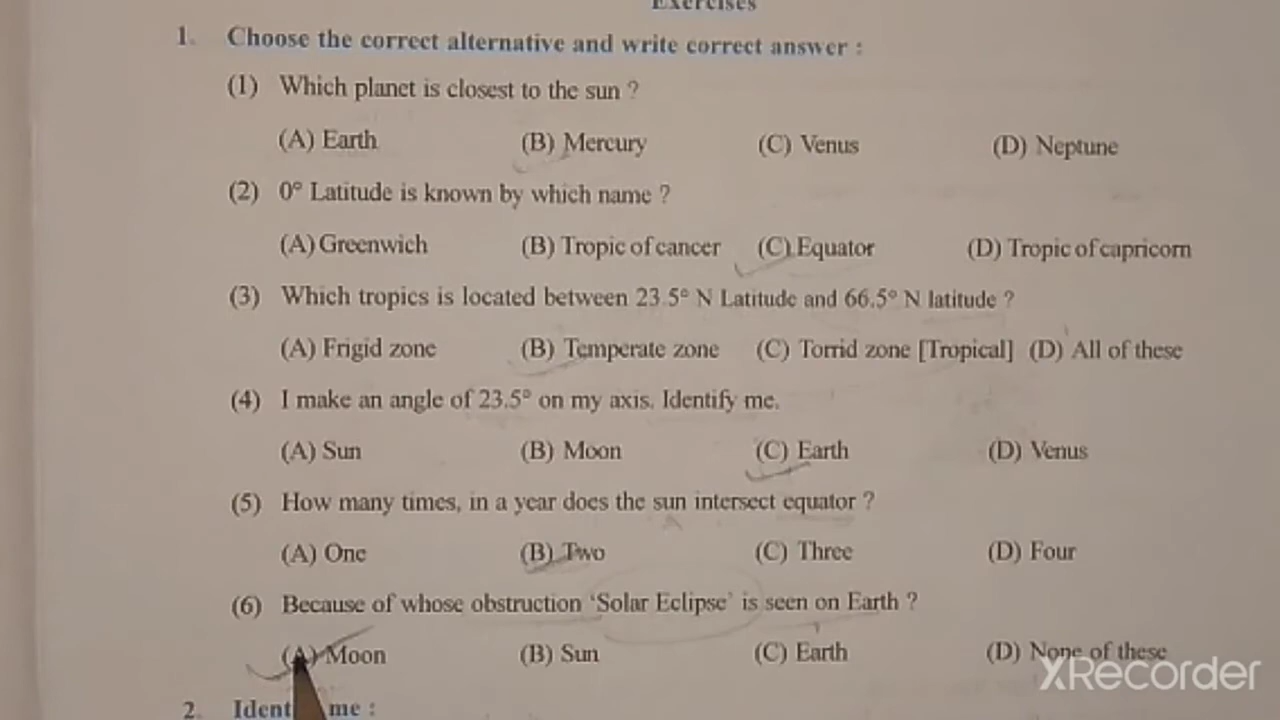 Exercises
1. Choose the correct alternative and write correct answer :
(1) Which planet is closest to the sun ?
(A) Earth (B) Mercury (C) Venus (D) Neptune
(2) 0° Latitude is known by which name ?
(A) Greenwich (B) Tropic of cancer (C) Equator (D) Tropic of capricorn
(3) Which tropics is located between 23.5° N Latitude and 66.5° N latitude ?
(A) Frigid zone (B) Temperate zone (C) Torrid zone [Tropical] (D) All of these
(4) I make an angle of 23.5° on my axis. Identify me.
(A) Sun (B) Moon (C) Earth (D) Venus
(5) How many times, in a year does the sun intersect equator ?
(A) One (B) Two (C) Three (D) Four
(6) Because of whose obstruction ‘Solar Eclipse’ is seen on Earth ?
(A) Moon (B) Sun (C) Earth (D) None of these
XRecorder
2. me :